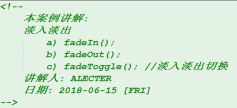 <!--
本案例讲解:
淡入淡出
a) fadeIn();
b) fadeOut();
c) fadeToggle(); //淡入淡出切换
讲解人: ALECTER
日期: 2018-06-15 [FRI]
-->